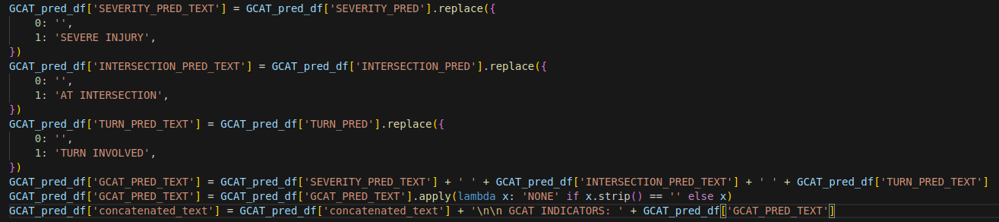 GCAT_pred_df['SEVERITY_PRED_TEXT'] = GCAT_pred_df['SEVERITY_PRED'].replace({
    0: '',
    1: 'SEVERE INJURY',
})
GCAT_pred_df['INTERSECTION_PRED_TEXT'] = GCAT_pred_df['INTERSECTION_PRED'].replace({
    0: '',
    1: 'AT INTERSECTION',
})
GCAT_pred_df['TURN_PRED_TEXT'] = GCAT_pred_df['TURN_PRED'].replace({
    0: '',
    1: 'TURN INVOLVED',
})
GCAT_pred_df['GCAT_PRED_TEXT'] = GCAT_pred_df['SEVERITY_PRED_TEXT'] + ' ' + GCAT_pred_df['INTERSECTION_PRED_TEXT'] + ' ' + GCAT_pred_df['TURN_PRED_TEXT']
GCAT_pred_df['GCAT_PRED_TEXT'] = GCAT_pred_df['GCAT_PRED_TEXT'].apply(lambda x: 'NONE' if x.strip() == '' else x)
GCAT_pred_df['concatenated_text'] = GCAT_pred_df['concatenated_text'] + '\n\n GCAT INDICATORS: ' + GCAT_pred_df['GCAT_PRED_TEXT']